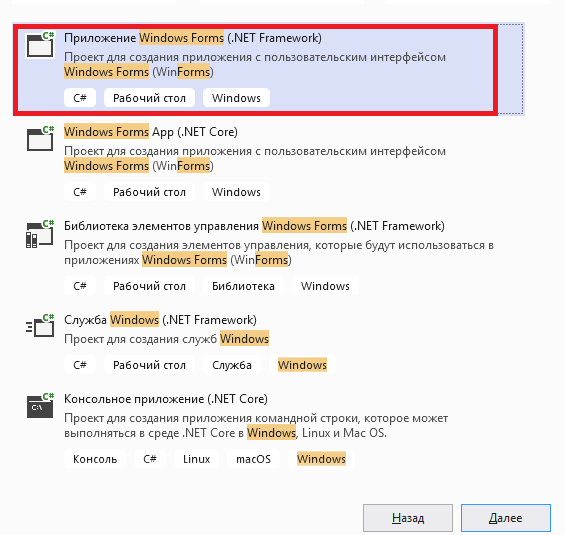 C#
Приложение Windows Forms (.NET Framework)
Проект для создания приложения с пользовательским интерфейсом
Windows Forms (WinForms)
C# Рабочий стол Windows
C#
Windows Forms App (.NET Core)
Проект для создания приложения с пользовательским интерфейсом
Windows Forms (WinForms)
C# Рабочий стол Windows
C#
Библиотека элементов управления Windows Forms (.NET Framework)
Проект для создания элементов управления, которые будут использоваться в
приложениях Windows Forms (WinForms)
C# Рабочий стол Библиотека Windows
C#
Служба Windows (.NET Framework)
Проект для создания служб Windows
C# Рабочий стол Служба Windows
C#
C:\
Консольное приложение (.NET Core)
Проект для создания приложения командной строки, которое может
выполняться в среде .NET Core в Windows, Linux и Mac OS.
Консоль C# Linux macOS Windows
Назад Далее